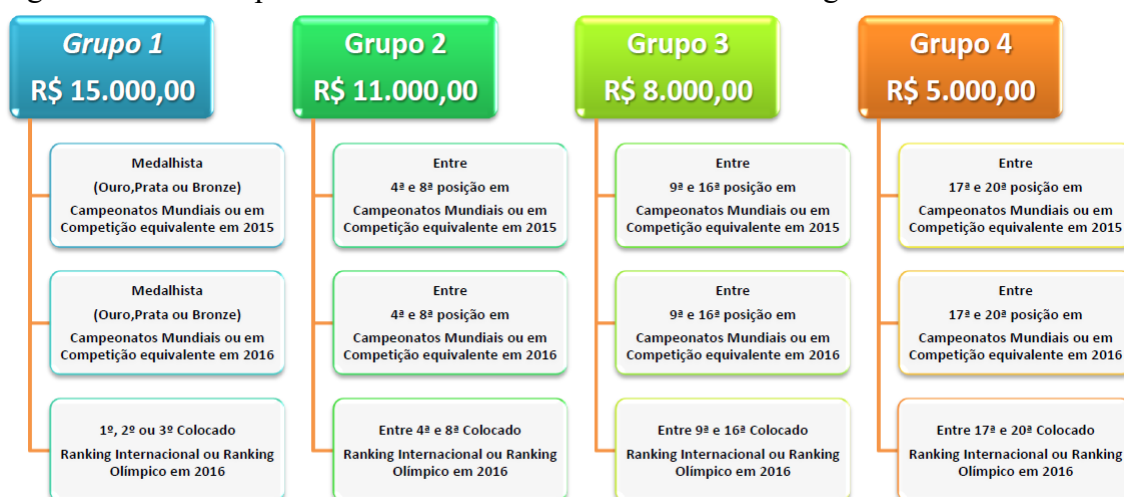 Grupo 1
R$ 15.000,00
Medalhista
(Ouro,Prata ou Bronze)
Campeonatos Mundiais ou em
Competição equivalente em 2015
Medalhista
(Ouro,Prata ou Bronze)
Campeonatos Mundiais ou em
Competição equivalente em 2016
1º, 2º ou 3º Colocado
Ranking Internacional ou Ranking
Olímpico em 2016
Grupo 2
R$ 11.000,00
Entre
4ª e 8ª posição em
Campeonatos Mundiais ou em
Competição equivalente em 2015
Entre
4ª e 8ª posição em
Campeonatos Mundiais ou em
Competição equivalente em 2016
Entre 4ª e 8ª Colocado
Ranking Internacional ou Ranking
Olímpico em 2016
Grupo 3
R$ 8.000,00
Entre
9ª e 16ª posição em
Campeonatos Mundiais ou em
Competição equivalente em 2015
Entre
9ª e 16ª posição em
Campeonatos Mundiais ou em
Competição equivalente em 2016
Entre 9ª e 16ª Colocado
Ranking Internacional ou Ranking
Olímpico em 2016
Grupo 4
R$ 5.000,00
Entre
17ª e 20ª posição em
Campeonatos Mundiais ou em
Competição equivalente em 2015
Entre
17ª e 20ª posição em
Campeonatos Mundiais ou em
Competição equivalente em 2016
Entre 17ª e 20ª Colocado
Ranking Internacional ou Ranking
Olímpico em 2016